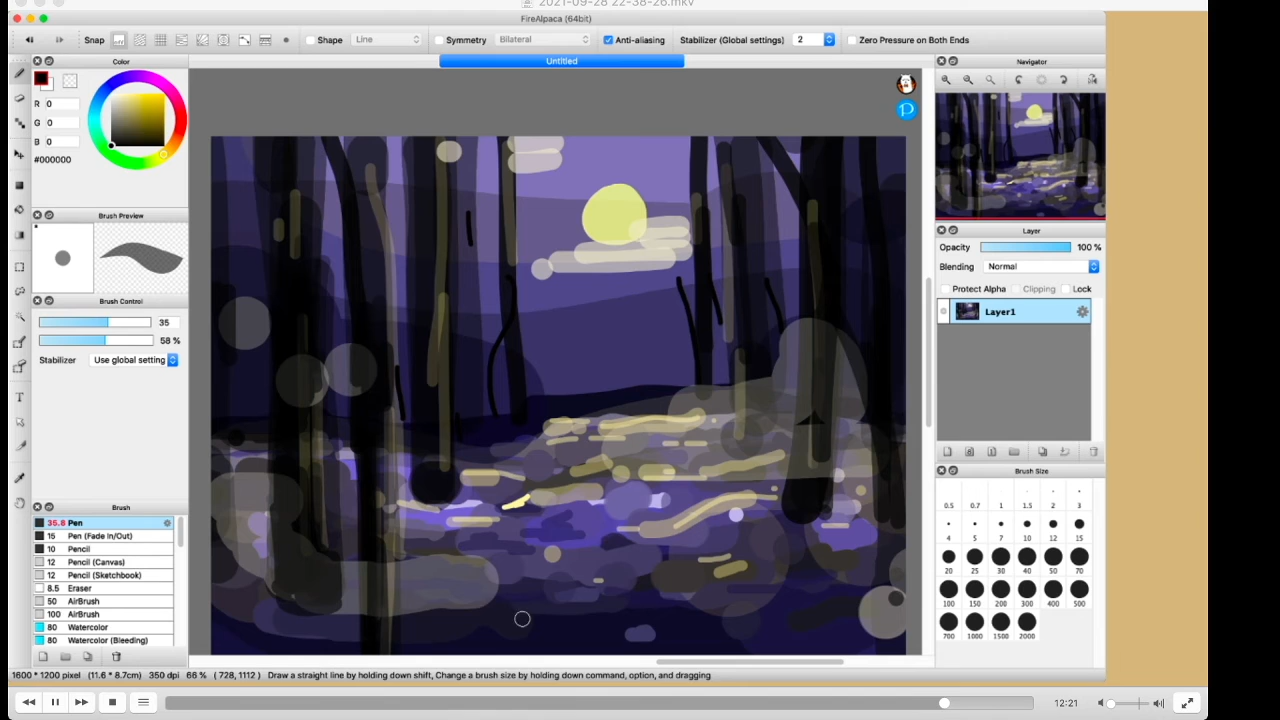 2021-09-28 22-38-26.mkv
FireAlpaca (64bit)
Snap off Shape Line Symmetry Bilateral Anti-aliasing Stabilizer (Global settings) 2 Zero Pressure on Both Ends
Color
Untitled
Navigator
R 0
G 0
B 0
#000000
Brush Preview
Layer
Opacity 100 %
Blending Normal
Protect Alpha Clipping Lock
Layer1
Brush Control
35
58 %
Stabilizer Use global setting
Brush Size
0.5 0.7 1 1.5 2 3
4 5 7 10 12 15
20 25 30 40 50 70
100 150 200 300 400 500
700 1000 1500 2000
Brush
35.8 Pen
15 Pen (Fade In/Out)
10 Pencil
12 Pencil (Canvas)
12 Pencil (Sketchbook)
8.5 Eraser
50 AirBrush
100 AirBrush
80 Watercolor
80 Watercolor (Bleeding)
1600 * 1200 pixel (11.6 * 8.7cm) 350 dpi 66 % ( 728, 1112 ) Draw a straight line by holding down shift, Change a brush size by holding down command, option, and dragging
12:21